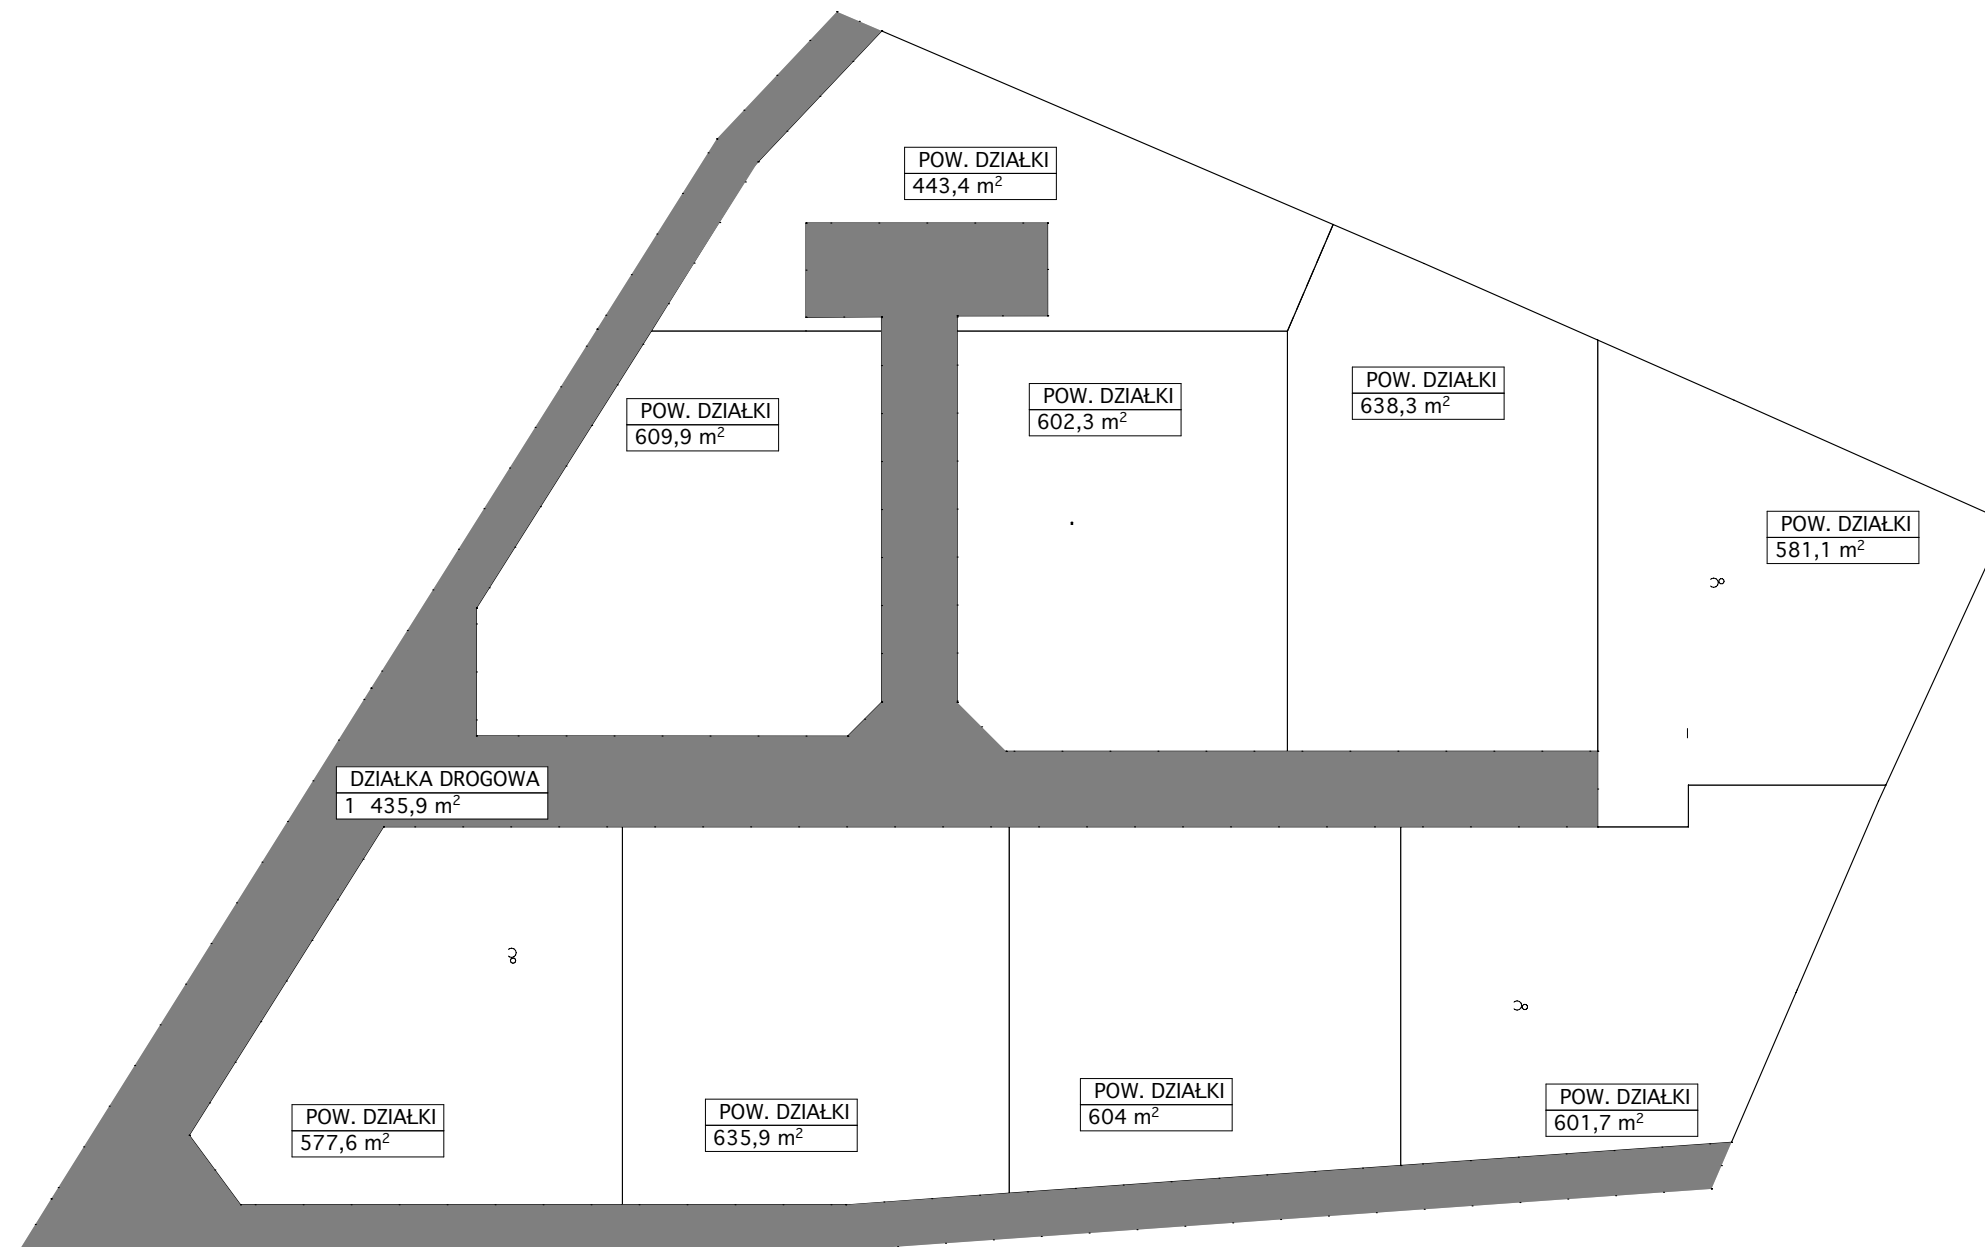 POW. DZIAŁKI
443,4 m²
POW. DZIAŁKI
609,9 m²
POW. DZIAŁKI
602,3 m²
POW. DZIAŁKI
638,3 m²
POW. DZIAŁKI
581,1 m²
DZIAŁKA DROGOWA
1 435,9 m²
POW. DZIAŁKI
577,6 m²
POW. DZIAŁKI
635,9 m²
POW. DZIAŁKI
604 m²
POW. DZIAŁKI
601,7 m²